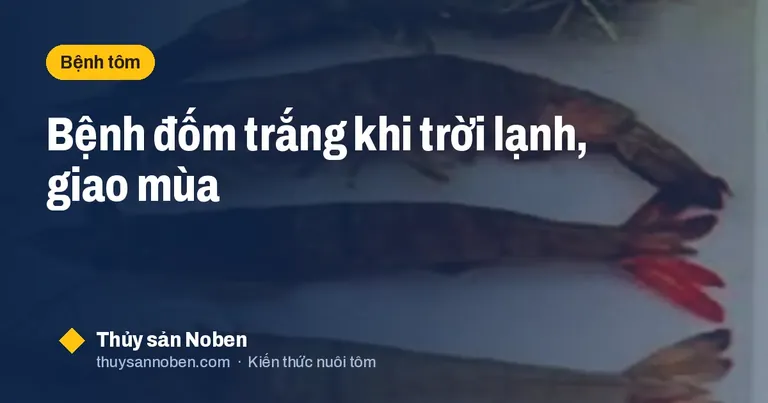 Bệnh tôm
Bệnh đốm trắng khi trời lạnh,
giao mùa
Thủy sản Noben
thuysannoben.com · Kiến thức nuôi tôm